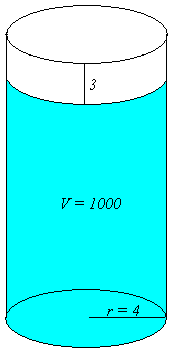 3
V = 1000
r = 4